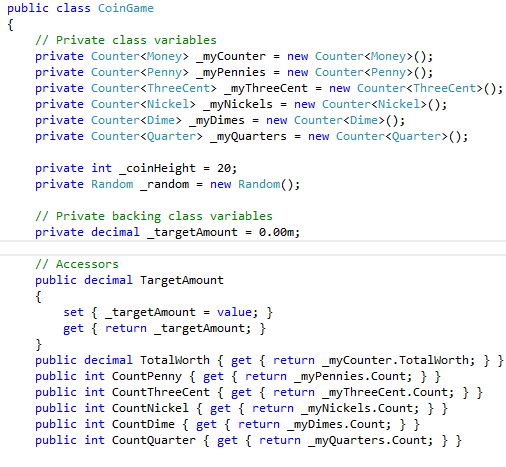 public class CoinGame
{
// Private class variables
private Counter<Money> _myCounter = new Counter<Money>();
private Counter<Penny> _myPennies = new Counter<Penny>();
private Counter<ThreeCent> _myThreeCent = new Counter<ThreeCent>();
private Counter<Nickel> _myNickels = new Counter<Nickel>();
private Counter<Dime> _myDimes = new Counter<Dime>();
private Counter<Quarter> _myQuarters = new Counter<Quarter>();
private int _coinHeight = 20;
private Random _random = new Random();
// Private backing class variables
private decimal _targetAmount = 0.00m;
// Accessors
public decimal TargetAmount
{
set { _targetAmount = value; }
get { return _targetAmount; }
}
public decimal TotalWorth { get { return _myCounter.TotalWorth; } }
public int CountPenny { get { return _myPennies.Count; } }
public int CountThreeCent { get { return _myThreeCent.Count; } }
public int CountNickel { get { return _myNickels.Count; } }
public int CountDime { get { return _myDimes.Count; } }
public int CountQuarter { get { return _myQuarters.Count; } }